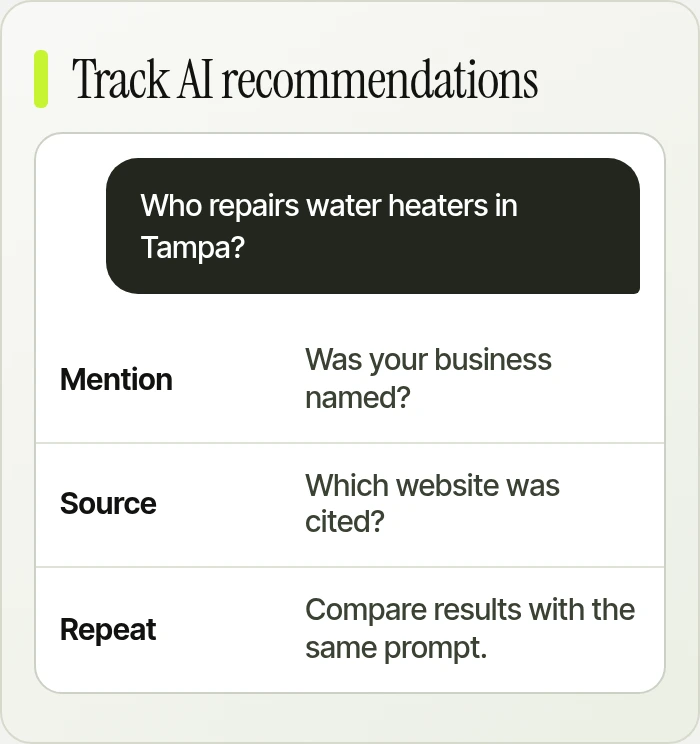 Track AI recommendations
Who repairs water heaters in
Tampa?
Mention
Was your business
named?
Source
Which website was
cited?
Repeat
Compare results with the
same prompt.